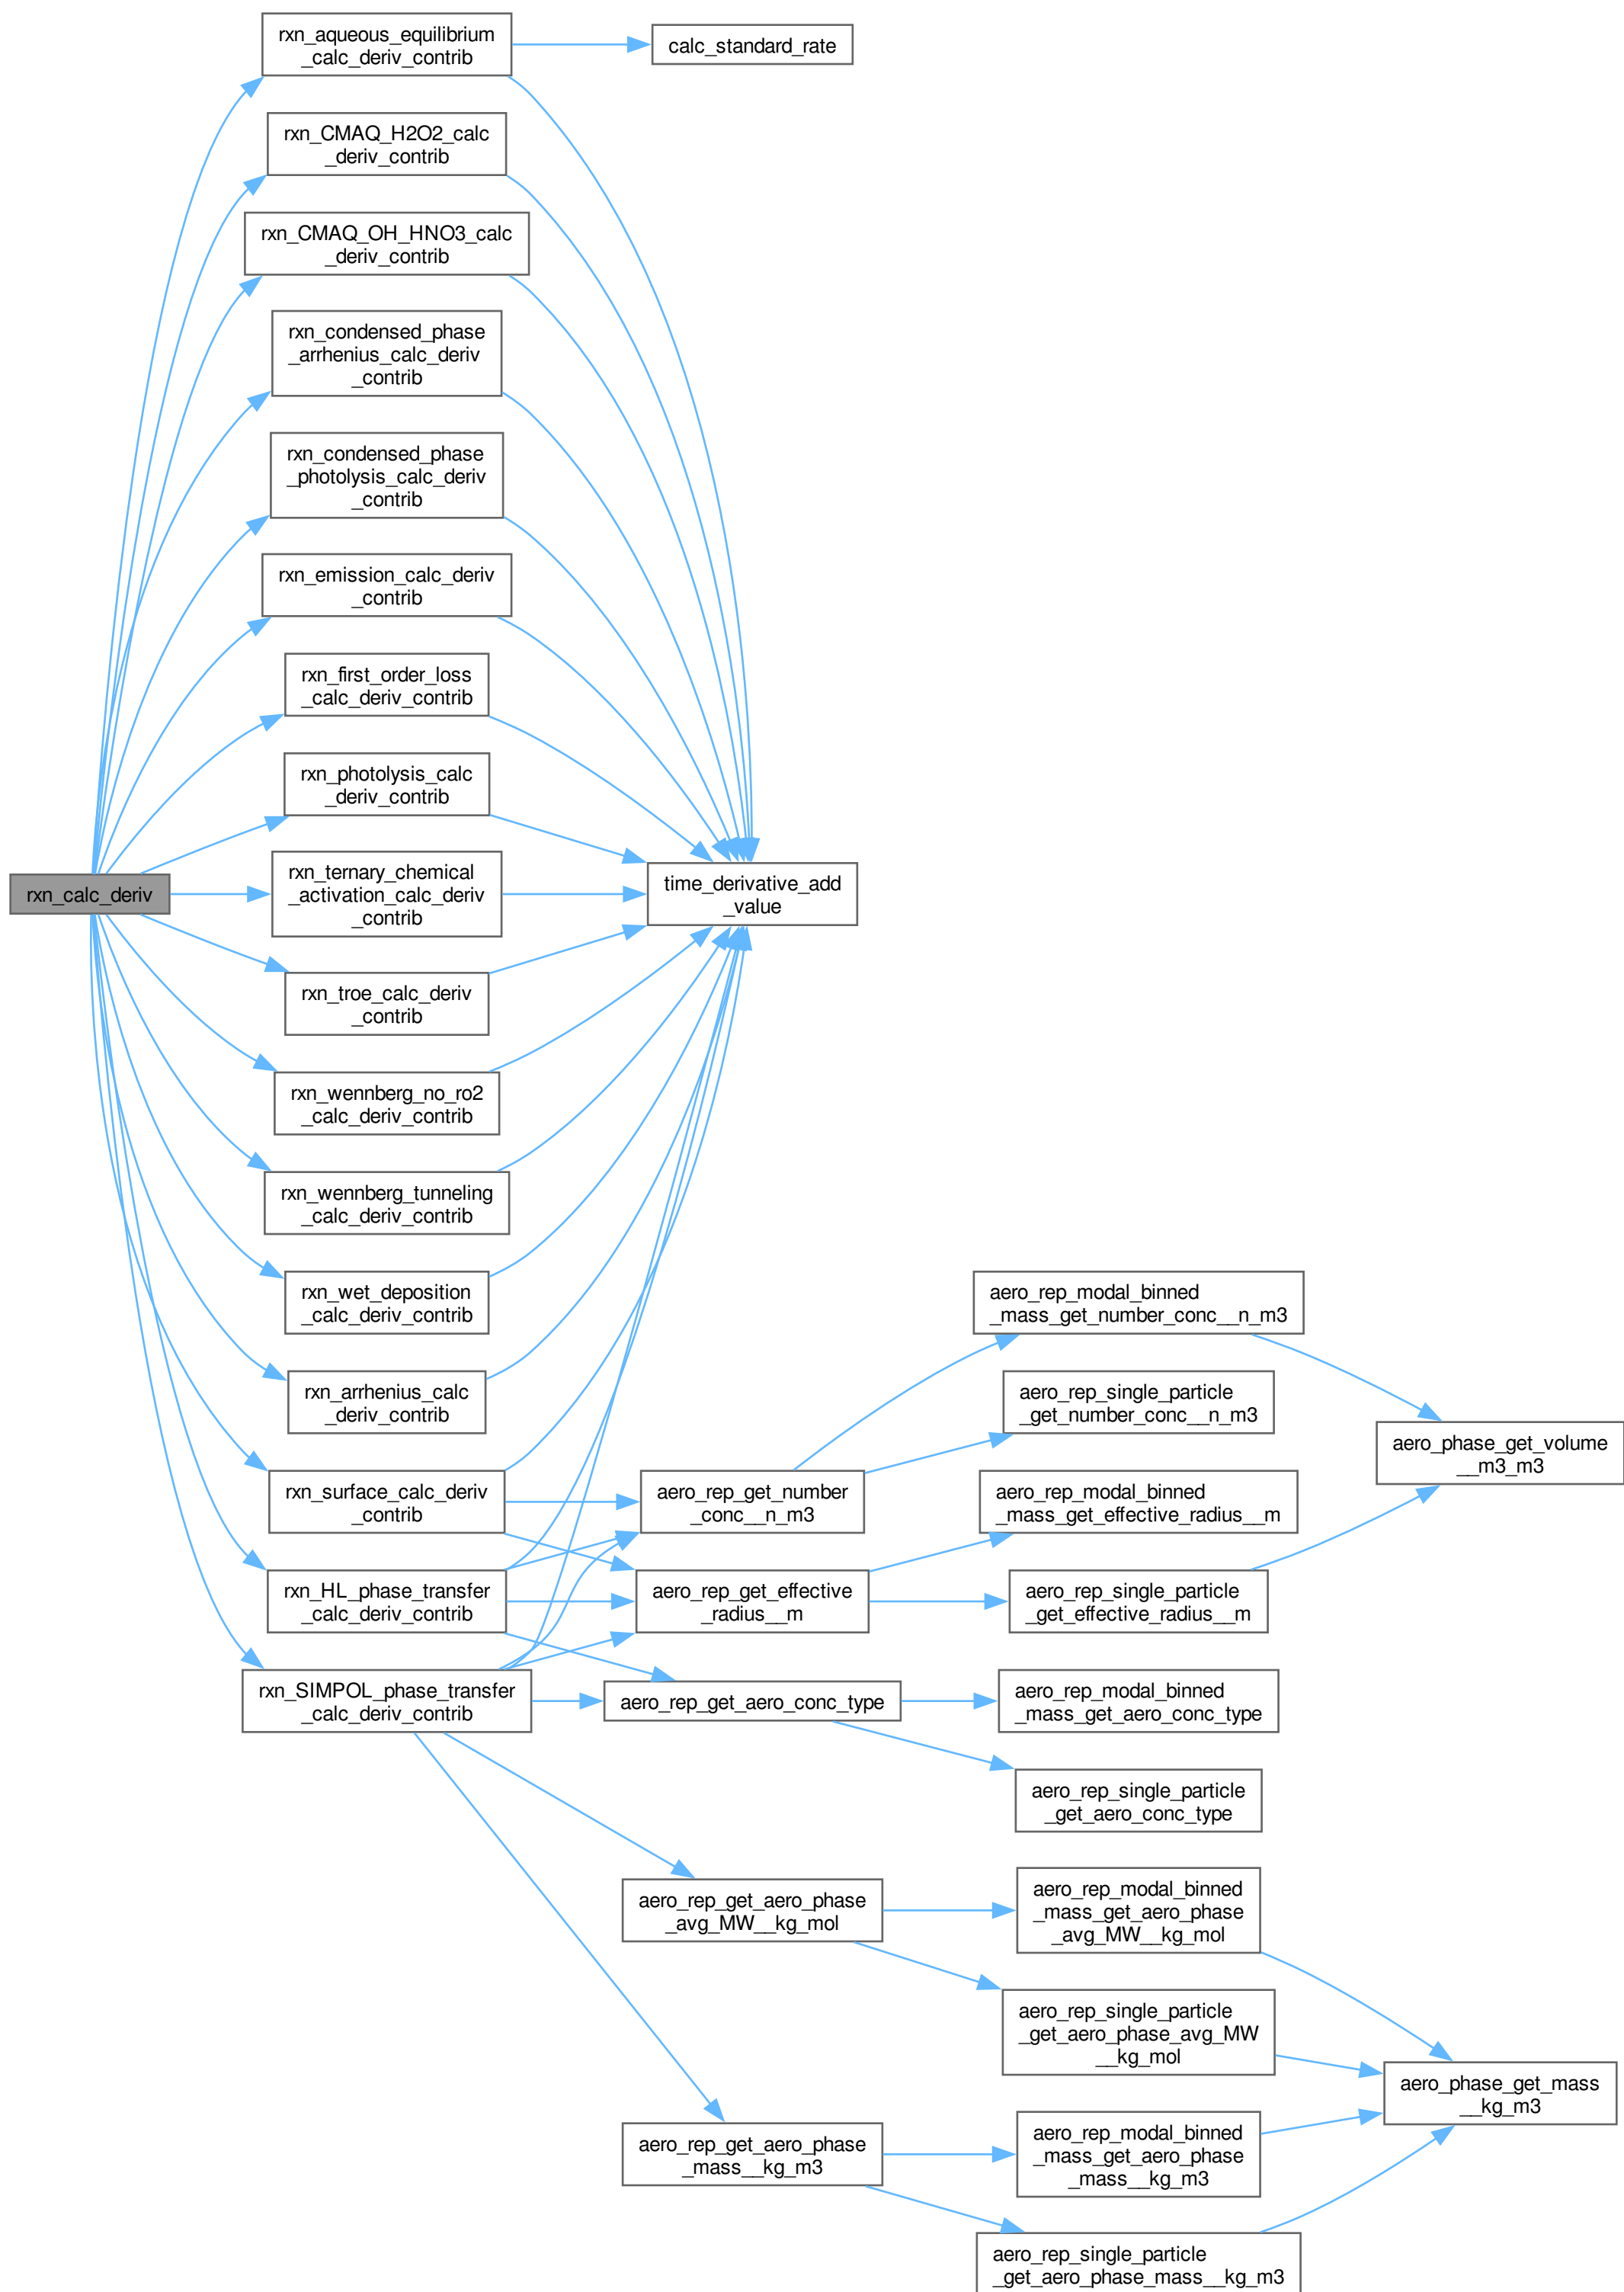 rxn_aqueous_equilibrium
_calc_deriv_contrib
calc_standard_rate
rxn_CMAQ_H2O2_calc
_deriv_contrib
rxn_CMAQ_OH_HNO3_calc
_deriv_contrib
rxn_condensed_phase
_arrhenius_calc_deriv
_contrib
rxn_condensed_phase
_photolysis_calc_deriv
_contrib
rxn_emission_calc_deriv
_contrib
rxn_first_order_loss
_calc_deriv_contrib
rxn_photolysis_calc
_deriv_contrib
rxn_calc_deriv
rxn_ternary_chemical
_activation_calc_deriv
_contrib
time_derivative_add
_value
rxn_troe_calc_deriv
_contrib
rxn_wennberg_no_ro2
_calc_deriv_contrib
rxn_wennberg_tunneling
_calc_deriv_contrib
rxn_wet_deposition
_calc_deriv_contrib
aero_rep_modal_binned
_mass_get_number_conc__n_m3
rxn_arrhenius_calc
_deriv_contrib
aero_rep_single_particle
_get_number_conc__n_m3
aero_phase_get_volume
__m3_m3
rxn_surface_calc_deriv
_contrib
aero_rep_get_number
_conc__n_m3
aero_rep_modal_binned
_mass_get_effective_radius__m
rxn_HL_phase_transfer
_calc_deriv_contrib
aero_rep_get_effective
_radius__m
aero_rep_single_particle
_get_effective_radius__m
rxn_SIMPOL_phase_transfer
_calc_deriv_contrib
aero_rep_get_aero_conc_type
aero_rep_modal_binned
_mass_get_aero_conc_type
aero_rep_single_particle
_get_aero_conc_type
aero_rep_get_aero_phase
_avg_MW__kg_mol
aero_rep_modal_binned
_mass_get_aero_phase
_avg_MW__kg_mol
aero_rep_single_particle
_get_aero_phase_avg_MW
__kg_mol
aero_phase_get_mass
__kg_m3
aero_rep_get_aero_phase
_mass__kg_m3
aero_rep_modal_binned
_mass_get_aero_phase
_mass__kg_m3
aero_rep_single_particle
_get_aero_phase_mass__kg_m3